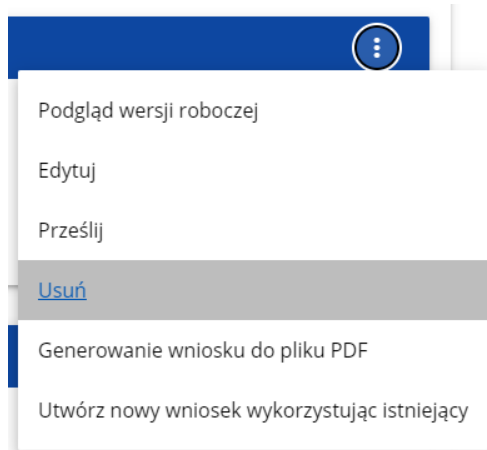 Podgląd wersji roboczej
Edytuj
Prześlij
Usuń
Generowanie wniosku do pliku PDF
Utwórz nowy wniosek wykorzystując istniejący